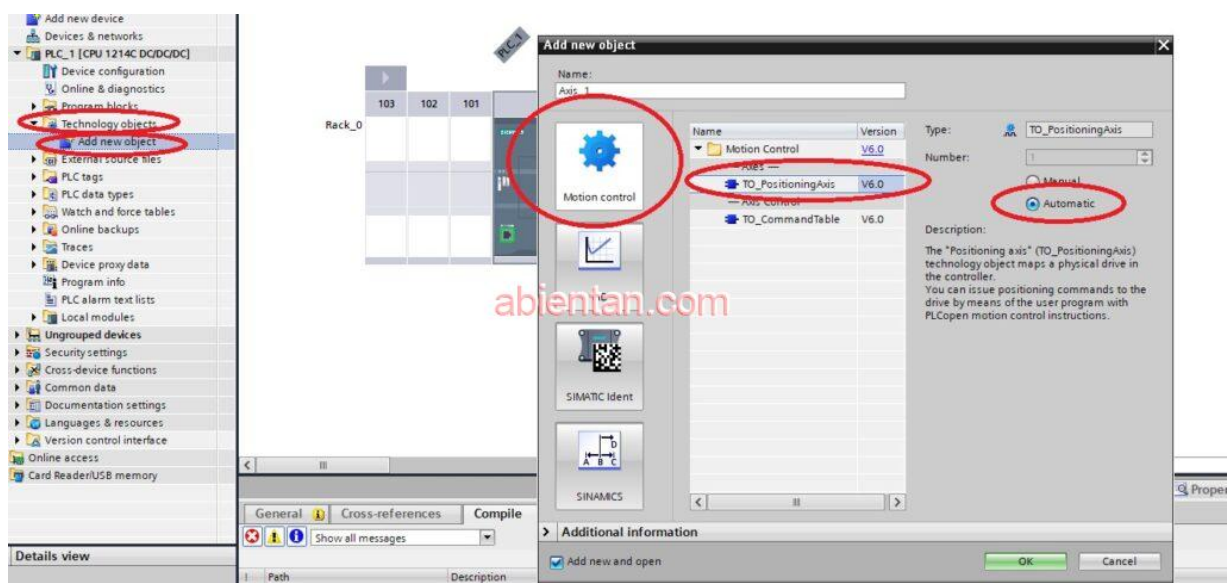 Add new device
Devices & networks
PLC_1 [CPU 1214C DC/DC/DC]
Device configuration
Online & diagnostics
Program blocks
Technology objects
Add new object
External source files
PLC tags
PLC data types
Watch and force tables
Online backups
Traces
Device proxy data
Program info
PLC alarm text lists
Local modules
Ungrouped devices
Security settings
Cross-device functions
Common data
Documentation settings
Languages & resources
Version control interface
Online access
Card Reader/USB memory
Details view
PLC_1
103 102 101
Rack_0
SIEMENS
General Cross-references Compile
Show all messages
! Path Description
Proper
Add new object
Name:
Axis_1
Motion control
SIMATIC Ident
A B C D
SINAMICS
Name Version
Motion Control V6.0
— Axes —
TO_PositioningAxis V6.0
— Axis Control
TO_CommandTable V6.0
Type: TO_PositioningAxis
Number: 1
Manual
Automatic
Description:
The "Positioning axis" (TO_PositioningAxis)
technology object maps a physical drive in
the controller.
You can issue positioning commands to the
drive by means of the user program with
PLCopen motion control instructions.
Additional information
Add new and open
OK Cancel
abientan.com